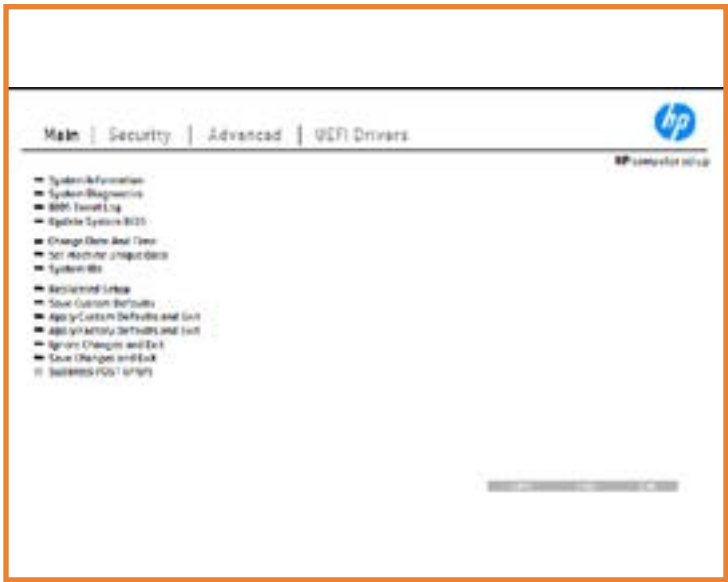 hp
Main | Security | Advanced | UEFI Drivers
HP computer setup
System Information
System Diagnostics
BIOS Event Log
Update System BIOS
Change Date And Time
Set Machine Unique Data
System IDs
Replicated Setup
Save Custom Defaults
Apply Custom Defaults and Exit
Apply Factory Defaults and Exit
Ignore Changes and Exit
Save Changes and Exit
POST